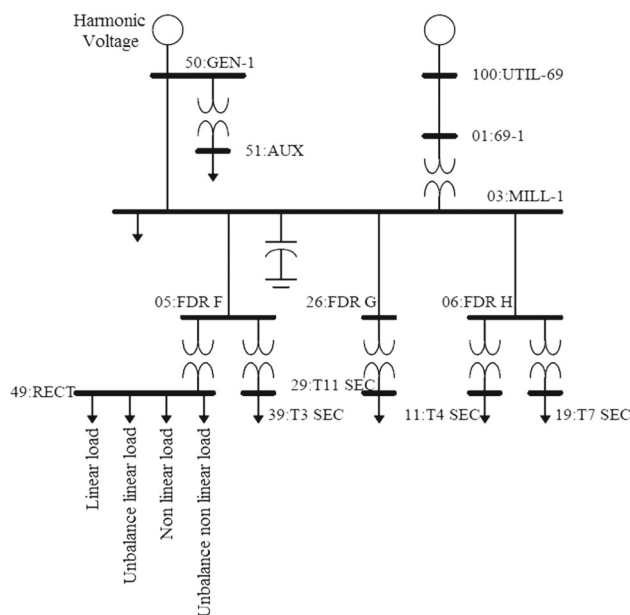 Harmonic
Voltage
50:GEN-1
100:UTIL-69
01:69-1
51:AUX
03:MILL-1
05:FDR F
26:FDR G
06:FDR H
49:RECT
29:T11 SEC
39:T3 SEC
11:T4 SEC
19:T7 SEC
Linear load
Unbalance linear load
Non linear load
Unbalance non linear load